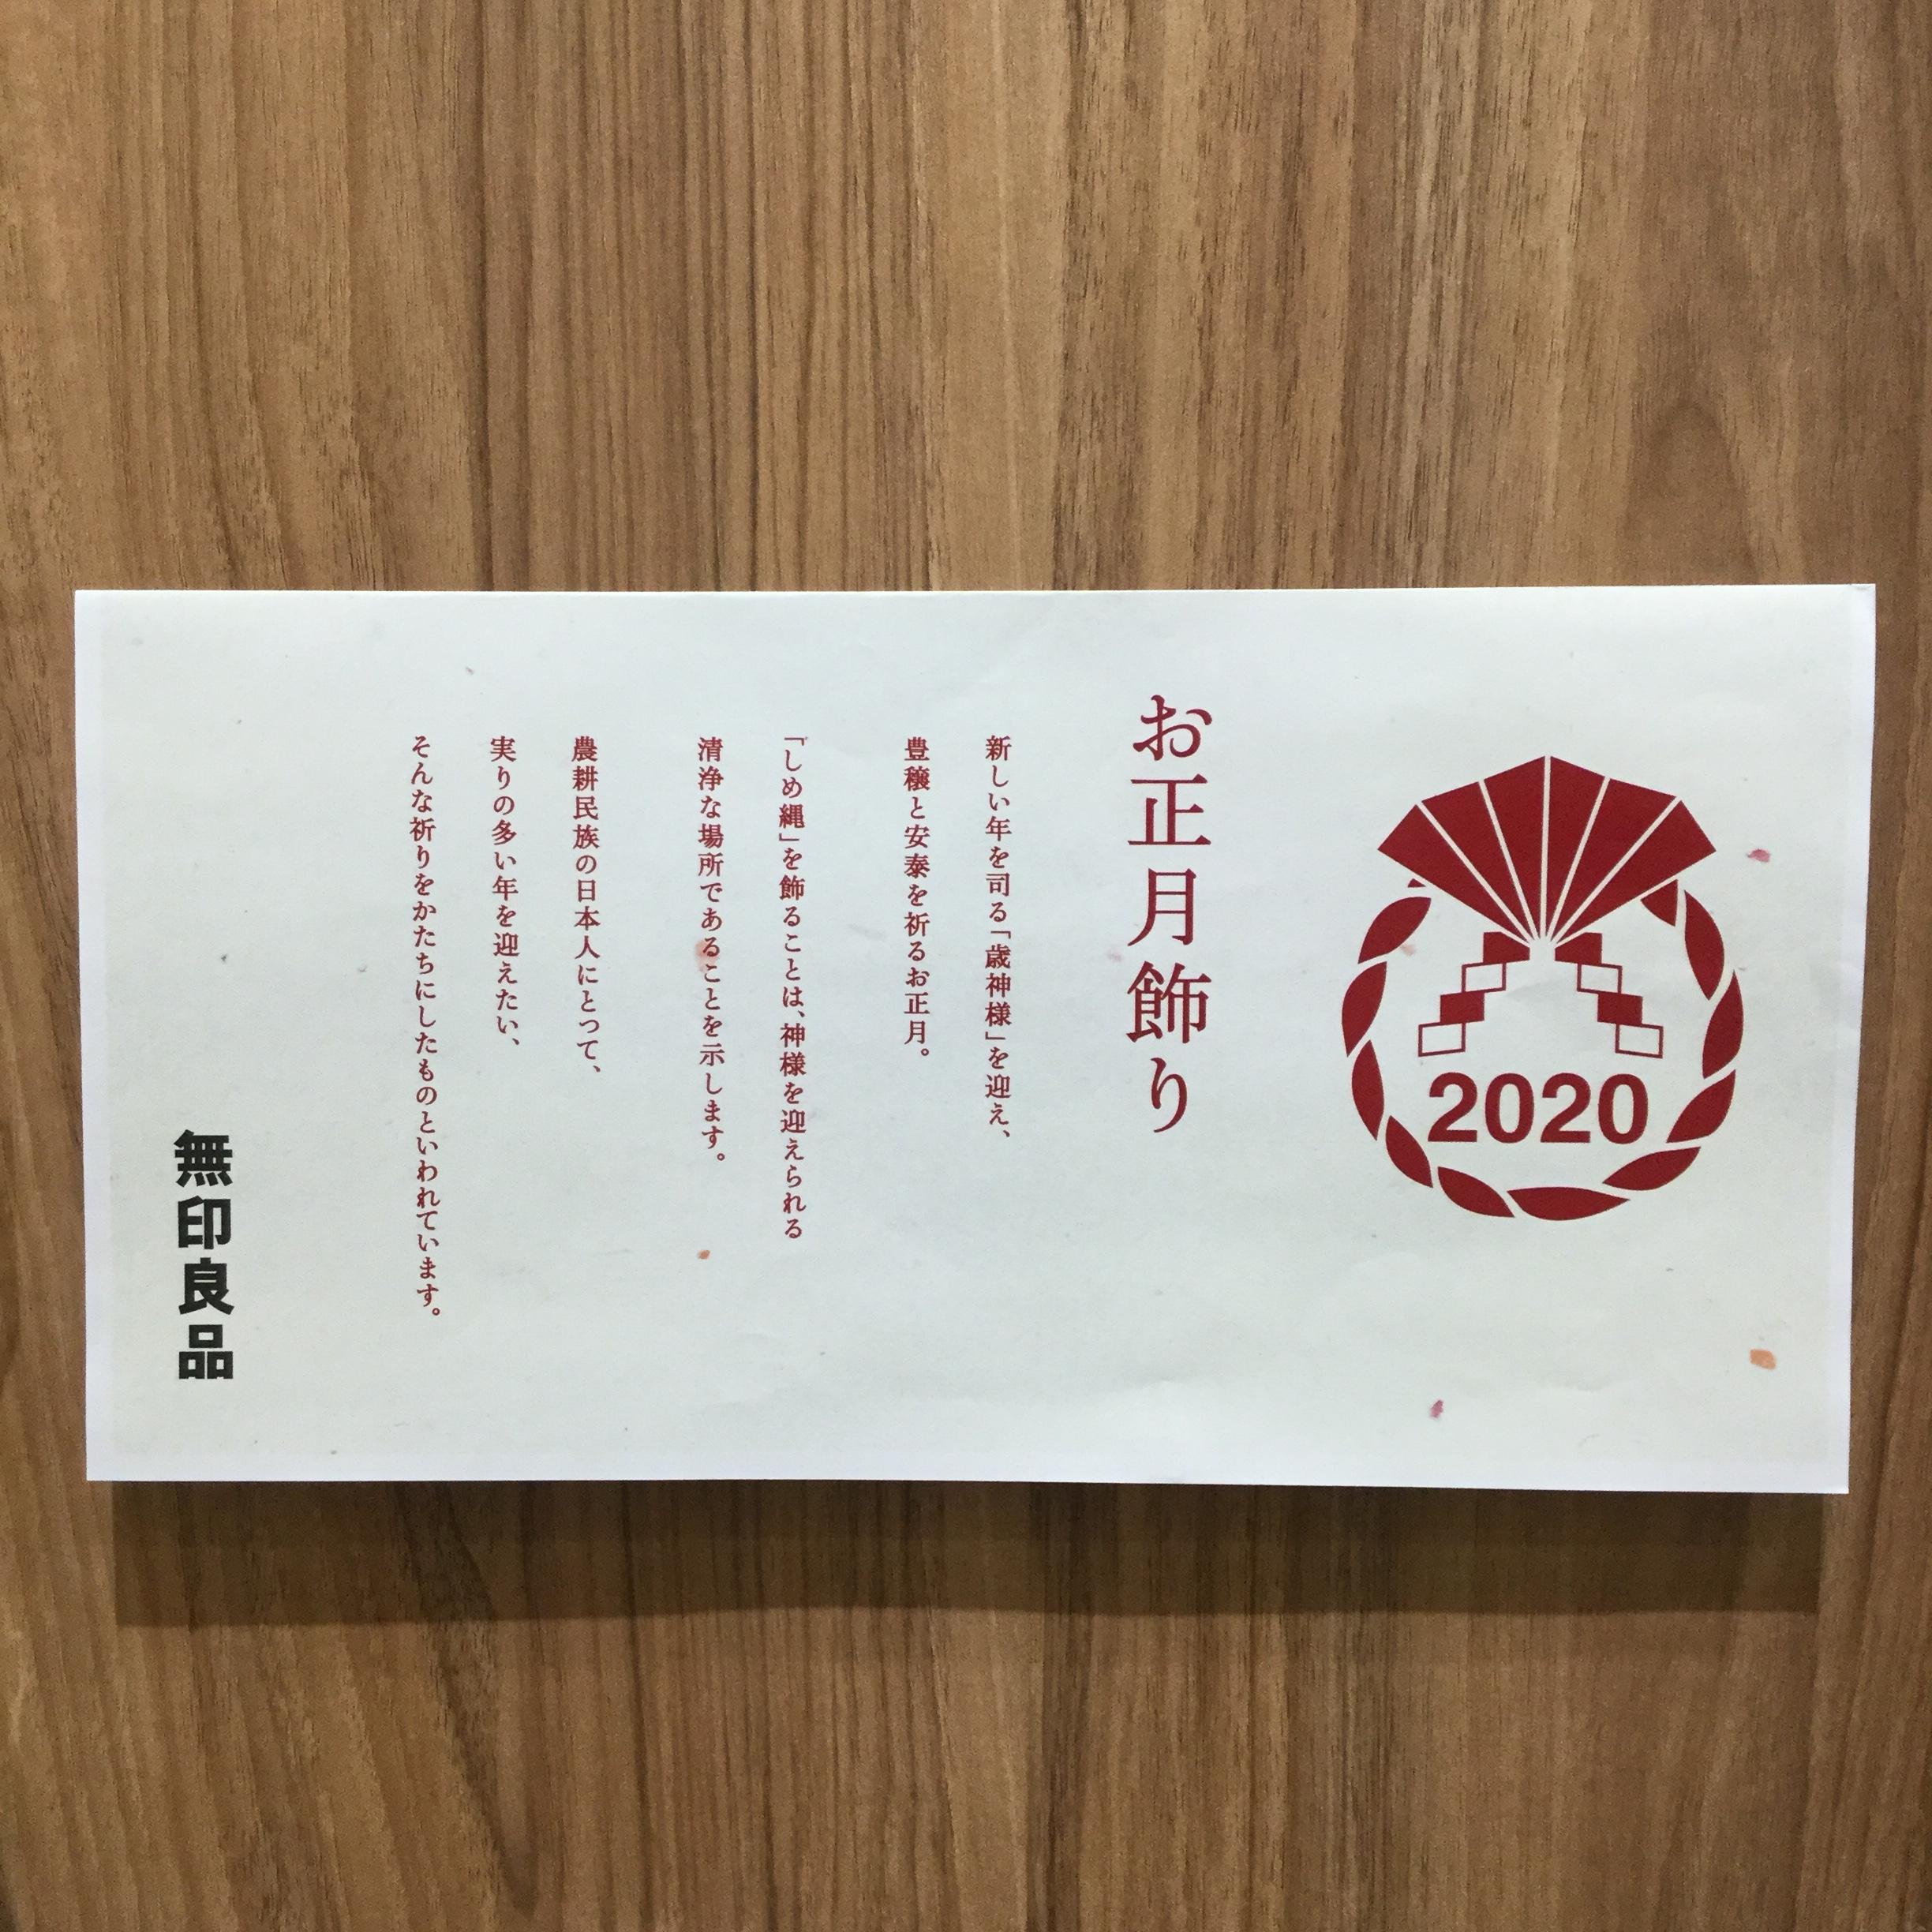 2020
お正月飾り
新しい年を司る「歳神様」を迎え、
豊穣と安泰を祈るお正月。
「しめ縄」を飾ることは、神様を迎えられる
清浄な場所であることを示します。
農耕民族の日本人にとって、
実りの多い年を迎えたい、
そんな祈りをかたちにしたものといわれています。
無印良品